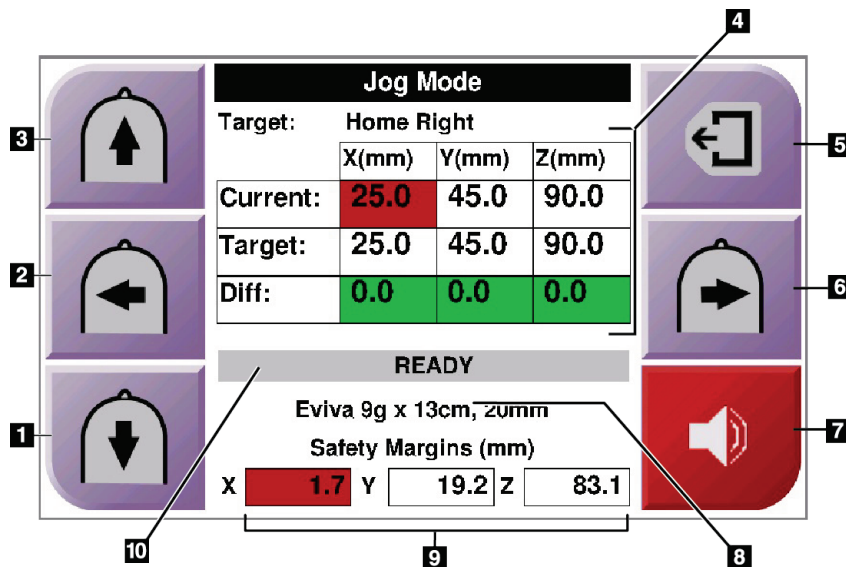 4
Jog Mode
3
Target: Home Right
5
X(mm) Y(mm) Z(mm)
Current: 25.0 45.0 90.0
Target: 25.0 45.0 90.0
2
6
Diff: 0.0 0.0 0.0
READY
Eviva 9g x 13cm, 20mm
1
7
Safety Margins (mm)
X 1.7 Y 19.2 Z 83.1
10
9
8